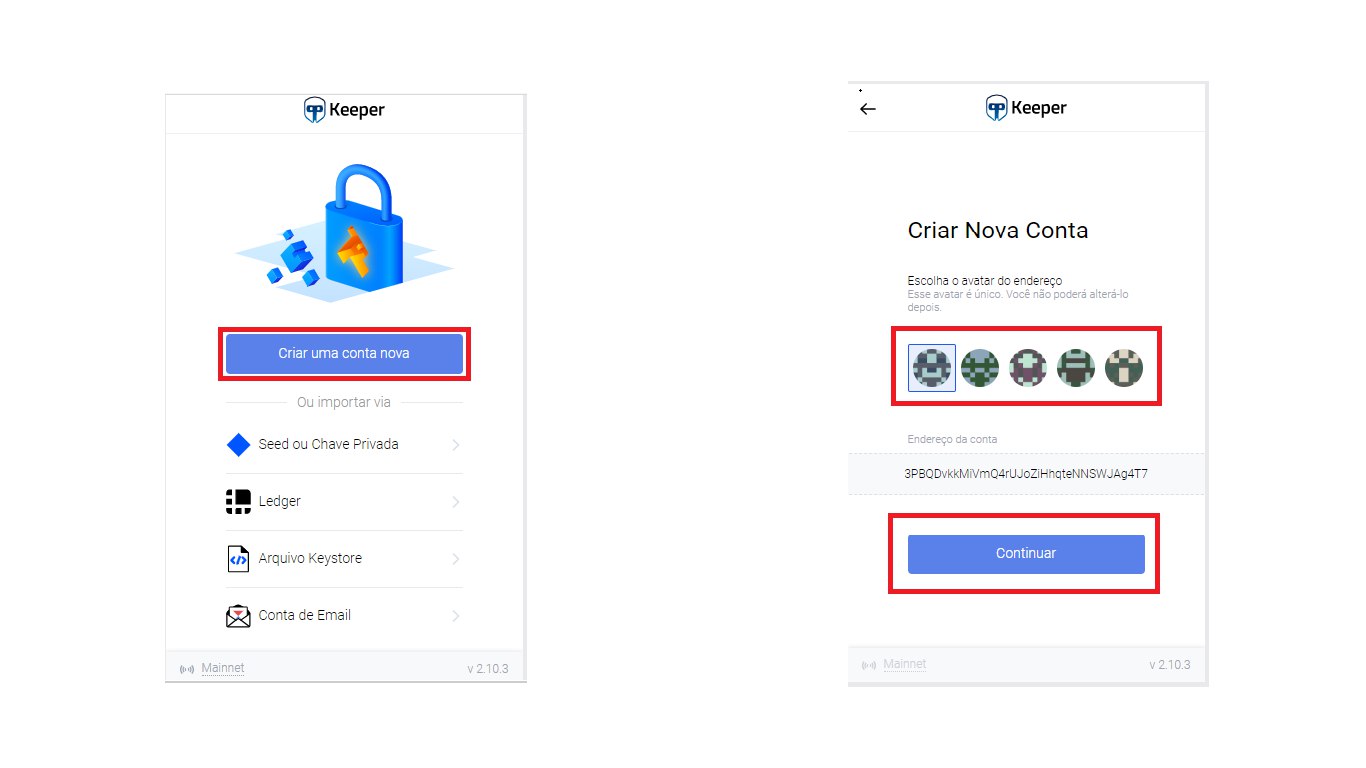 Keeper
Criar uma conta nova
Ou importar via
Seed ou Chave Privada
Ledger
Arquivo Keystore
Conta de Email
Mainnet
v 2.10.3
Keeper
Criar Nova Conta
Escolha o avatar do endereço
Esse avatar é único. Você não poderá alterá-lo
depois.
Endereço da conta
3PBQDvkkMiVmQ4rUJoZiHhqteNNSWJAg4T7
Continuar
Mainnet
v 2.10.3